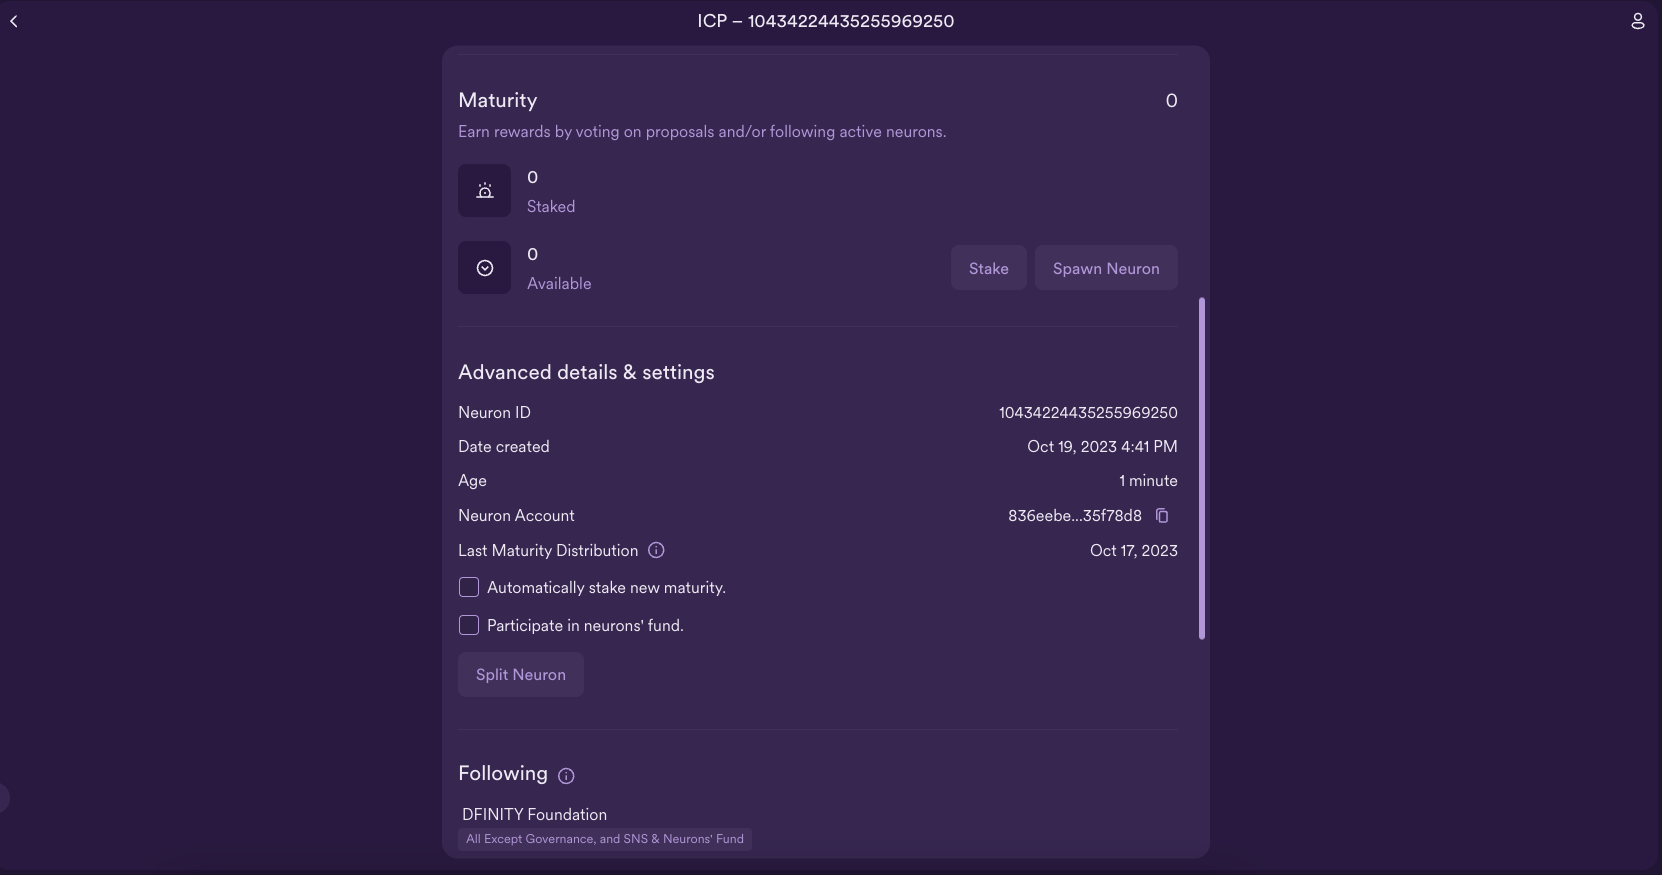 ICP – 10434224435255969250
Maturity 0
Earn rewards by voting on proposals and/or following active neurons.
0
Staked
0
Available
Stake Spawn Neuron
Advanced details & settings
Neuron ID 10434224435255969250
Date created Oct 19, 2023 4:41 PM
Age 1 minute
Neuron Account 836eebe...35f78d8
Last Maturity Distribution Oct 17, 2023
Automatically stake new maturity.
Participate in neurons' fund.
Split Neuron
Following
DFINITY Foundation
All Except Governance, and SNS & Neurons' Fund